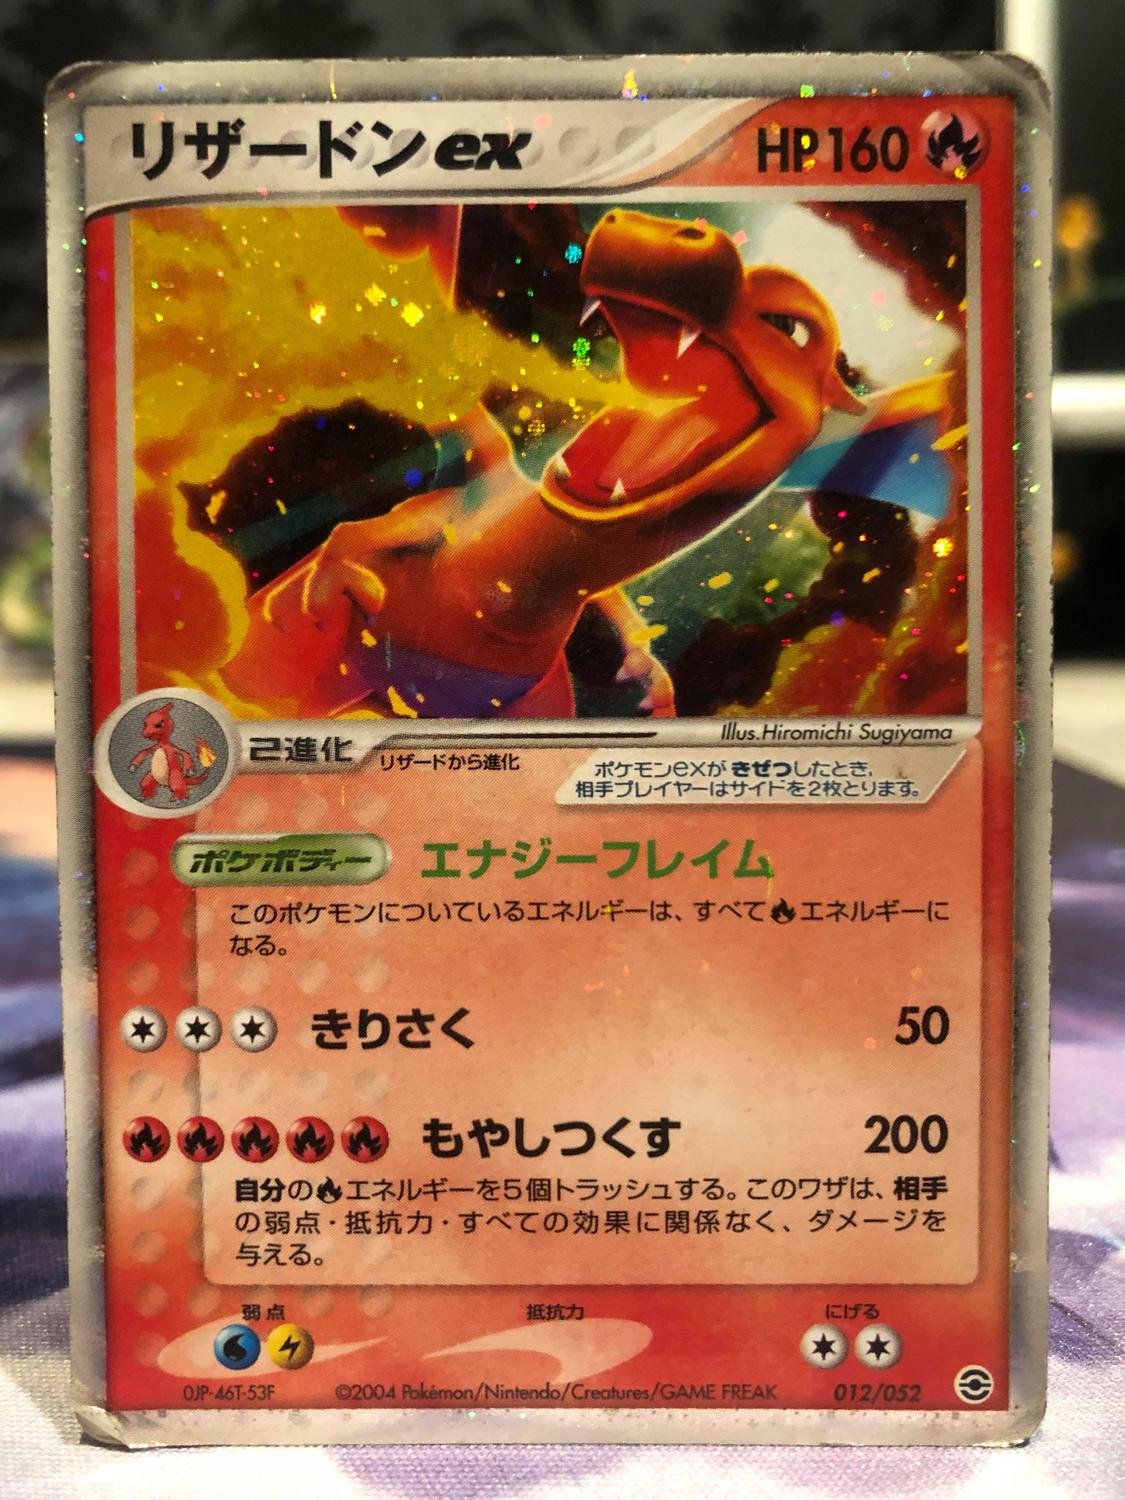 リザードンex HP160
Illus.Hiromichi Sugiyama
2進化 リザードから進化
ポケモンexがきぜつしたとき、
相手プレイヤーはサイドを2枚とります。
ポケボディー エナジーフレイム
このポケモンについているエネルギーは、すべてエネルギーに
なる。
きりさく 50
もやしつくす 200
自分のエネルギーを5個トラッシュする。このワザは、相手
の弱点・抵抗力・すべての効果に関係なく、ダメージを
与える。
弱点 抵抗力 にげる
0JP-46T-53F ©2004 Pokémon/Nintendo/Creatures/GAME FREAK 012/052